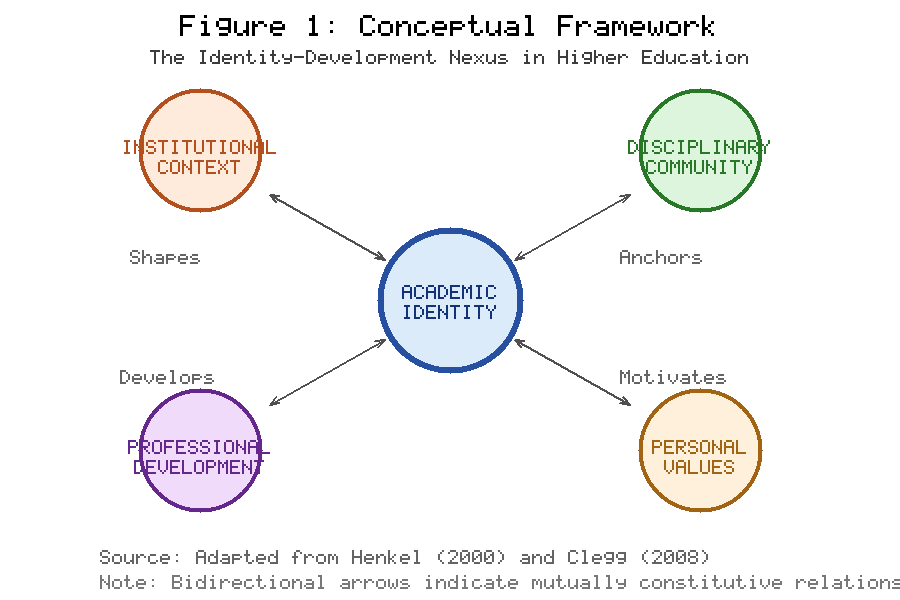 Figure 1: Conceptual Framework
The Identity-Development Nexus in Higher Education
INSTITUTIONAL
CONTEXT
DISCIPLINARY
COMMUNITY
Shapes
Anchors
ACADEMIC
IDENTITY
Develops
Motivates
PROFESSIONAL
DEVELOPMENT
PERSONAL
VALUES
Source: Adapted from Henkel (2000) and Clegg (2008)
Note: Bidirectional arrows indicate mutually constitutive relations